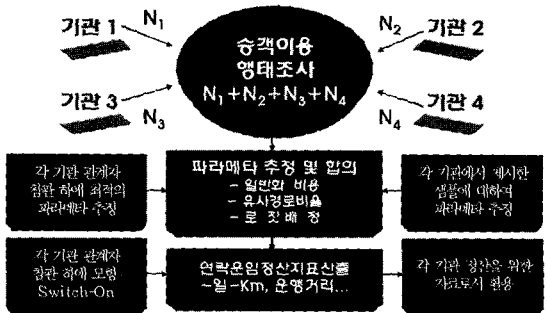 기관 1
N₁
기관 2
N₂
승객이용
행태조사
N₁+N₂+N₃+N₄
기관 3
N₃
기관 4
N₄
각 기관 관계자
참관 하에 최적의
파라메타 추정
파라메타 추정 및 합의
- 일반화 비용
- 유사경로비율
- 로짓배정
각 기관에서 제시한
샘플에 대하여
파라메타 추정
각 기관 관계자
참관 하에 모형
Switch-On
연락운임정산지표산출
-일-Km, 운행거리...
각 기관 정산을 위한
자료로서 활용